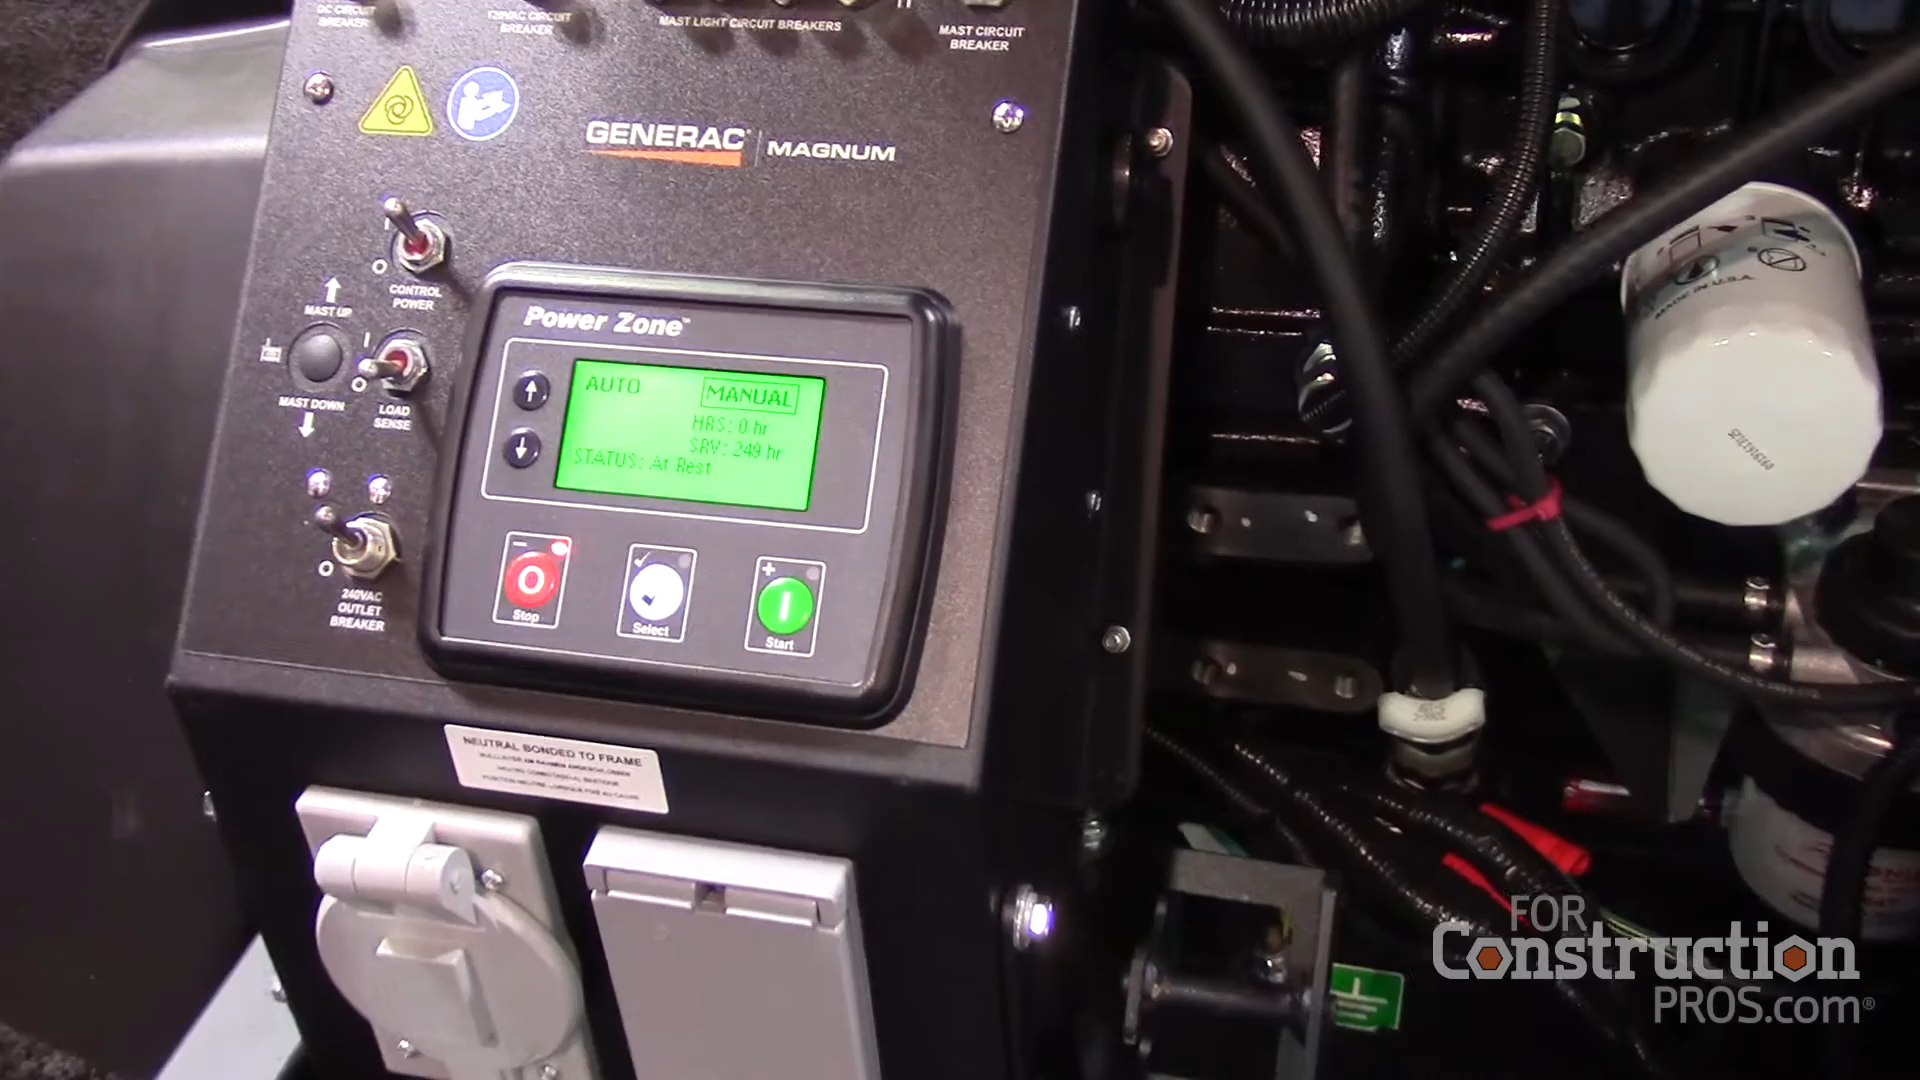 DC CIRCUIT
BREAKER
120VAC CIRCUIT
BREAKER
MAST LIGHT CIRCUIT BREAKERS
MAST CIRCUIT
BREAKER
GENERAC | MAGNUM
I
O
CONTROL
POWER
MAST UP
I
O
MAST DOWN
LOAD
SENSE
O
240VAC
OUTLET
BREAKER
Power Zone™
AUTO MANUAL
HRS: 0 hr
SRV: 249 hr
STATUS: At Rest
Stop
Select
Start
NEUTRAL BONDED TO FRAME
MADE IN U.S.A.
FOR
Construction
PROS.com®